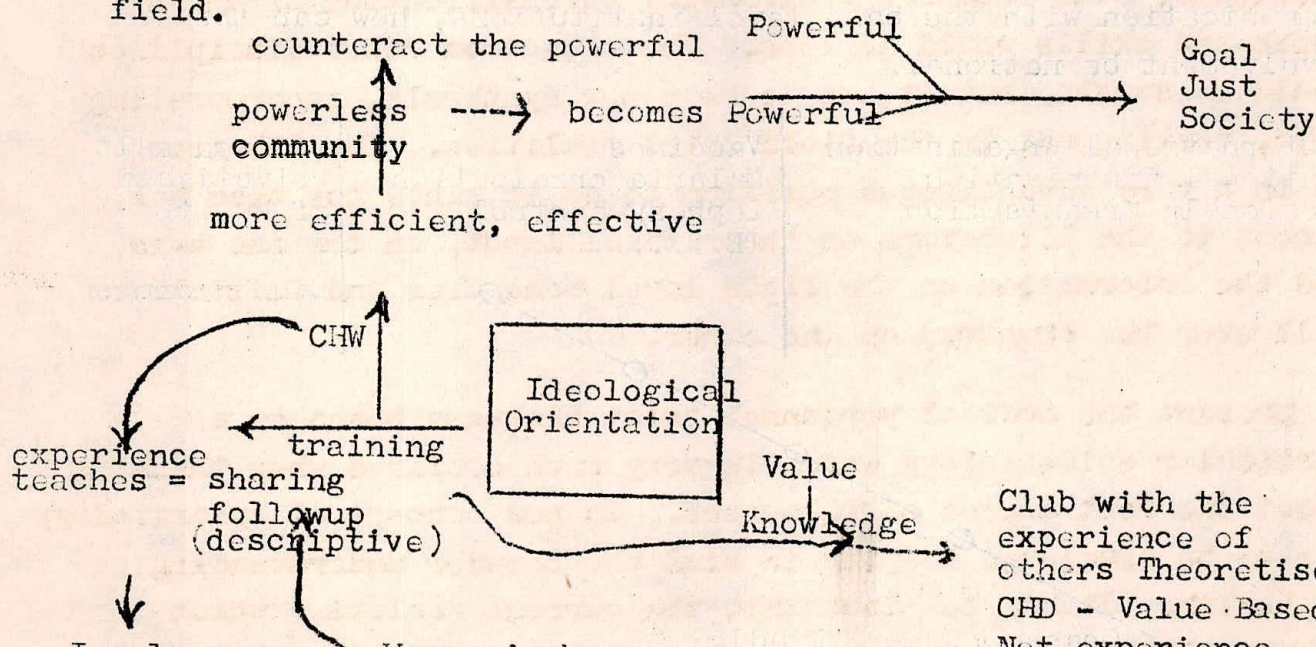 field.
counteract the powerful
Powerful
powerless
community
becomes Powerful
Goal
Just
Society
more efficient, effective
CHW
Ideological
Orientation
training
experience
teaches = sharing
followup
(descriptive)
Value
Knowledge
Club with the
experience of
others Theoretise
CHD - Value Based
Not experience